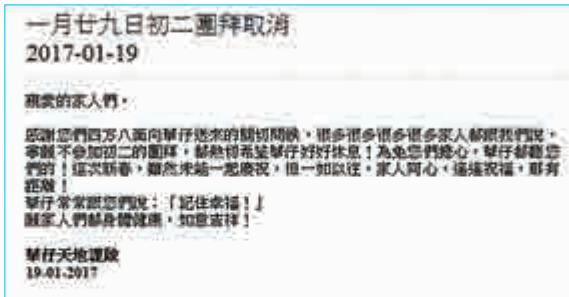 一月廿九日初二團拜取消
2017-01-19
親愛的家人們，
感謝您們四方八面向華仔送來的關切問候，很多很多很多很多家人都跟我們說，
寧願不參加初二的團拜，都熱切希望華仔好好休息！為免您們擔心，華仔都聽您
們的！這次新春，雖然未能一起慶祝，但一如以往，家人同心，遙遙祝福，都有
距離！
華仔常常跟您們說：「記住幸福！」
願家人們都身體健康，如意吉祥！
華仔天地謹啟
19-01-2017